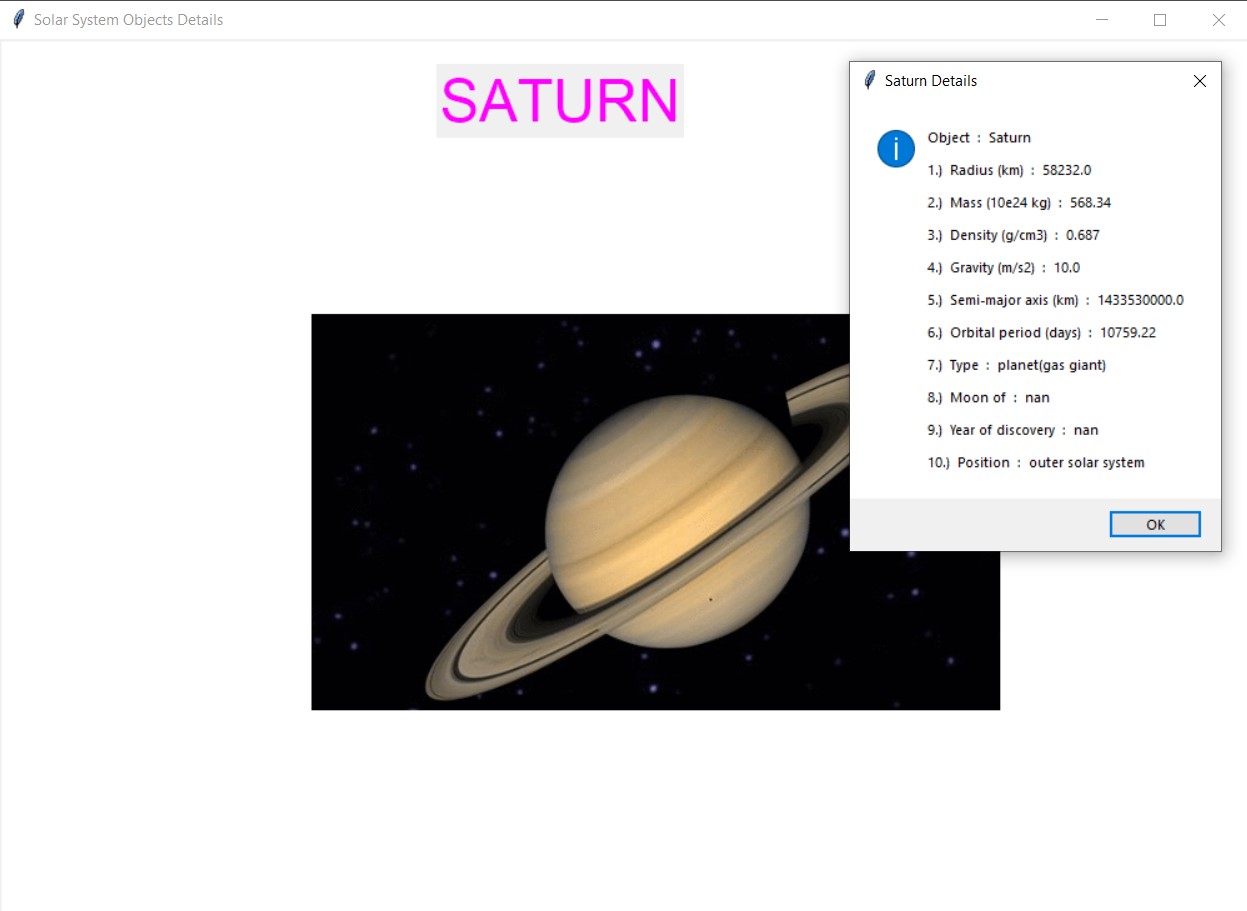 Solar System Objects Details
SATURN
Saturn Details
Object : Saturn
1.) Radius (km) : 58232.0
2.) Mass (10e24 kg) : 568.34
3.) Density (g/cm3) : 0.687
4.) Gravity (m/s2) : 10.0
5.) Semi-major axis (km) : 1433530000.0
6.) Orbital period (days) : 10759.22
7.) Type : planet(gas giant)
8.) Moon of : nan
9.) Year of discovery : nan
10.) Position : outer solar system
OK